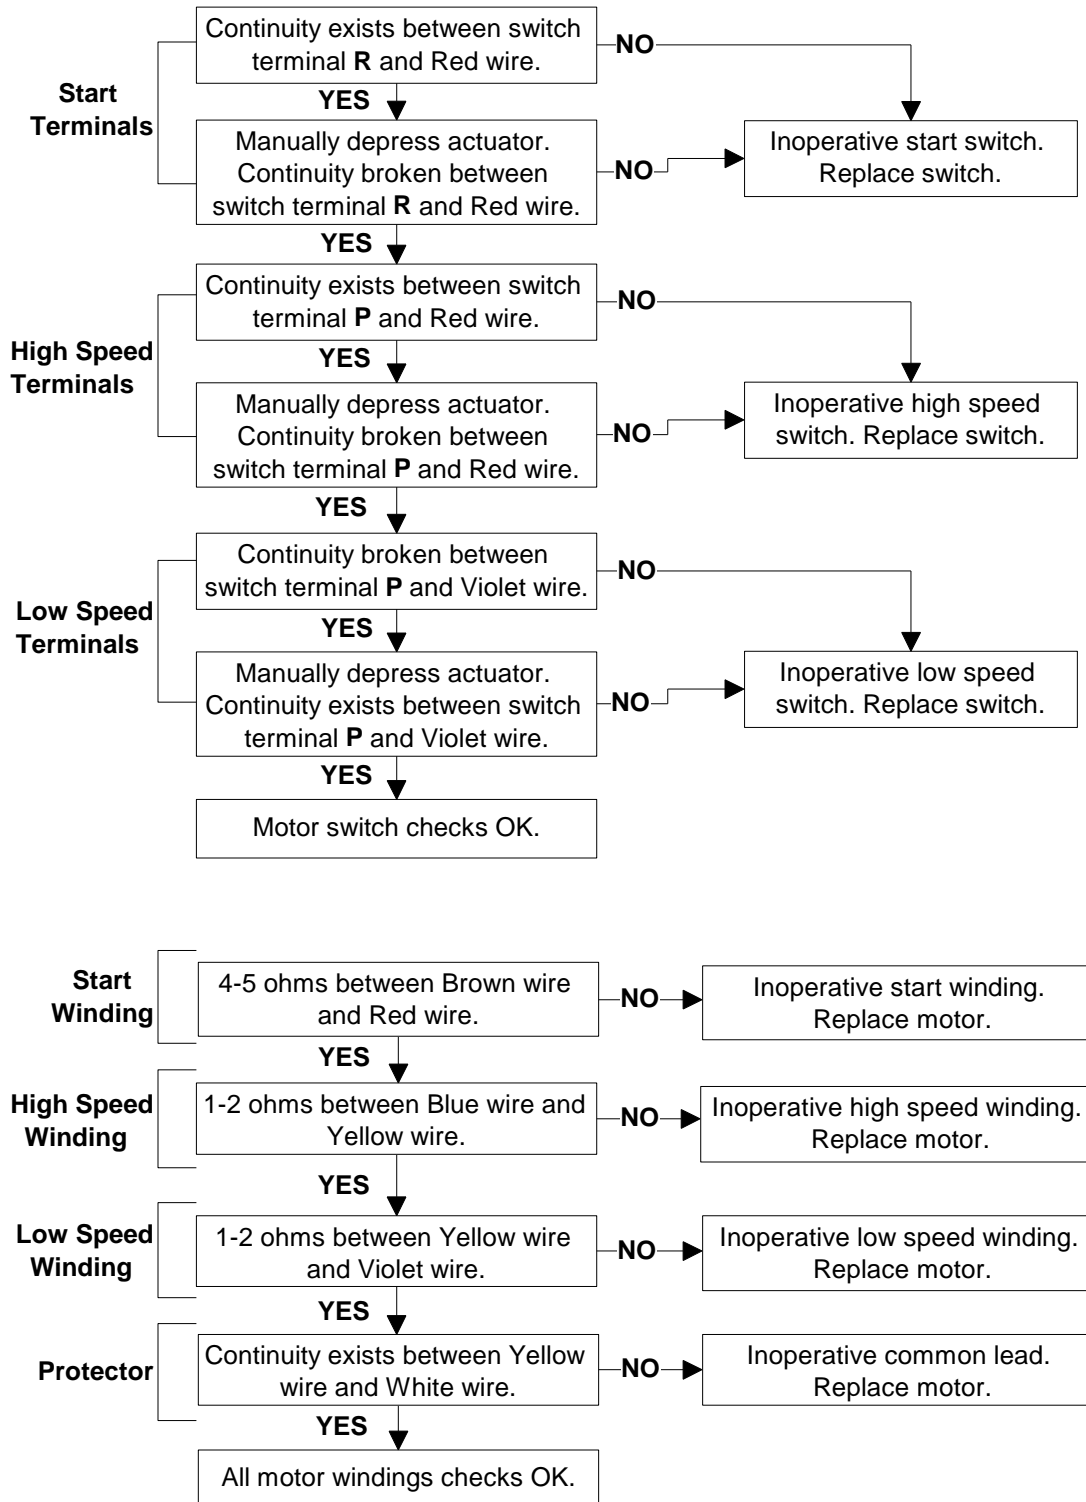 Continuity exists between switch
terminal R and Red wire.
NO
Start
Terminals
YES
Manually depress actuator.
Continuity broken between
switch terminal R and Red wire.
NO
Inoperative start switch.
Replace switch.
YES
Continuity exists between switch
terminal P and Red wire.
NO
High Speed
Terminals
YES
Manually depress actuator.
Continuity broken between
switch terminal P and Red wire.
NO
Inoperative high speed
switch. Replace switch.
YES
Continuity broken between
switch terminal P and Violet wire.
NO
Low Speed
Terminals
YES
Manually depress actuator.
Continuity exists between switch
terminal P and Violet wire.
NO
Inoperative low speed
switch. Replace switch.
YES
Motor switch checks OK.
Start
Winding
4-5 ohms between Brown wire
and Red wire.
NO
Inoperative start winding.
Replace motor.
YES
High Speed
Winding
1-2 ohms between Blue wire and
Yellow wire.
NO
Inoperative high speed winding.
Replace motor.
YES
Low Speed
Winding
1-2 ohms between Yellow wire
and Violet wire.
NO
Inoperative low speed winding.
Replace motor.
YES
Protector
Continuity exists between Yellow
wire and White wire.
NO
Inoperative common lead.
Replace motor.
YES
All motor windings checks OK.